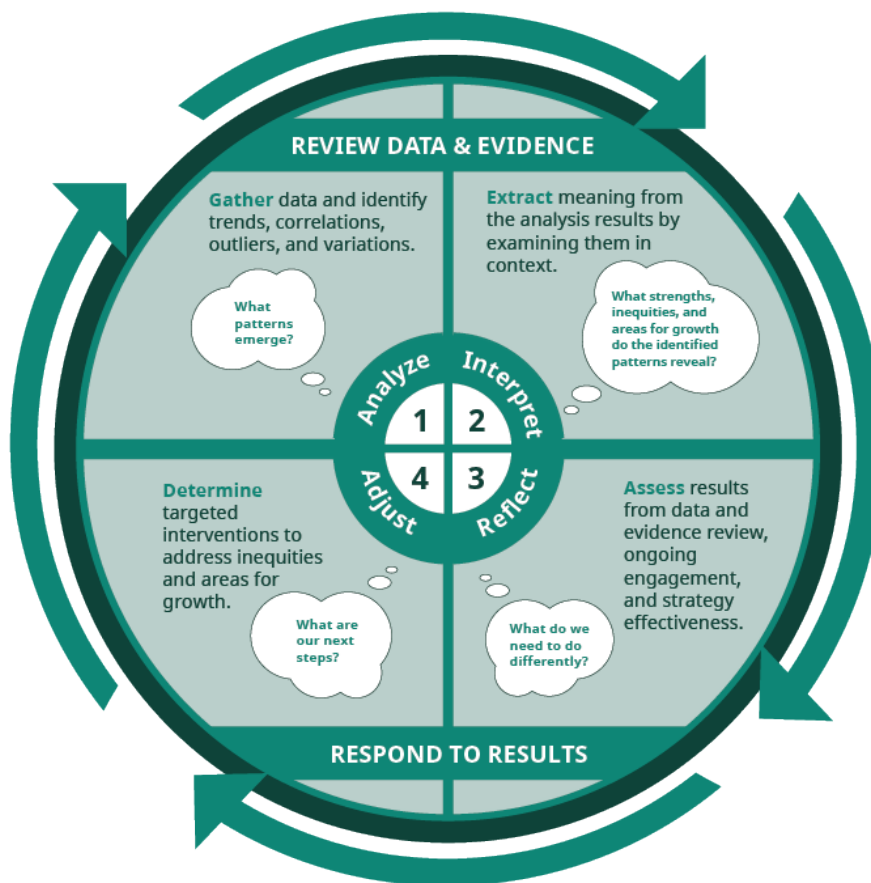 REVIEW DATA & EVIDENCE
Gather data and identify
trends, correlations,
outliers, and variations.
What
patterns
emerge?
Extract meaning from
the analysis results by
examining them in
context.
What strengths,
inequities, and
areas for growth
do the identified
patterns reveal?
Analyze
Interpret
1
2
4
3
Adjust
Reflect
Determine
targeted
interventions to
address inequities
and areas for
growth.
What are
our next
steps?
Assess results
from data and
evidence review,
ongoing
engagement,
and strategy
effectiveness.
What do we
need to do
differently?
RESPOND TO RESULTS